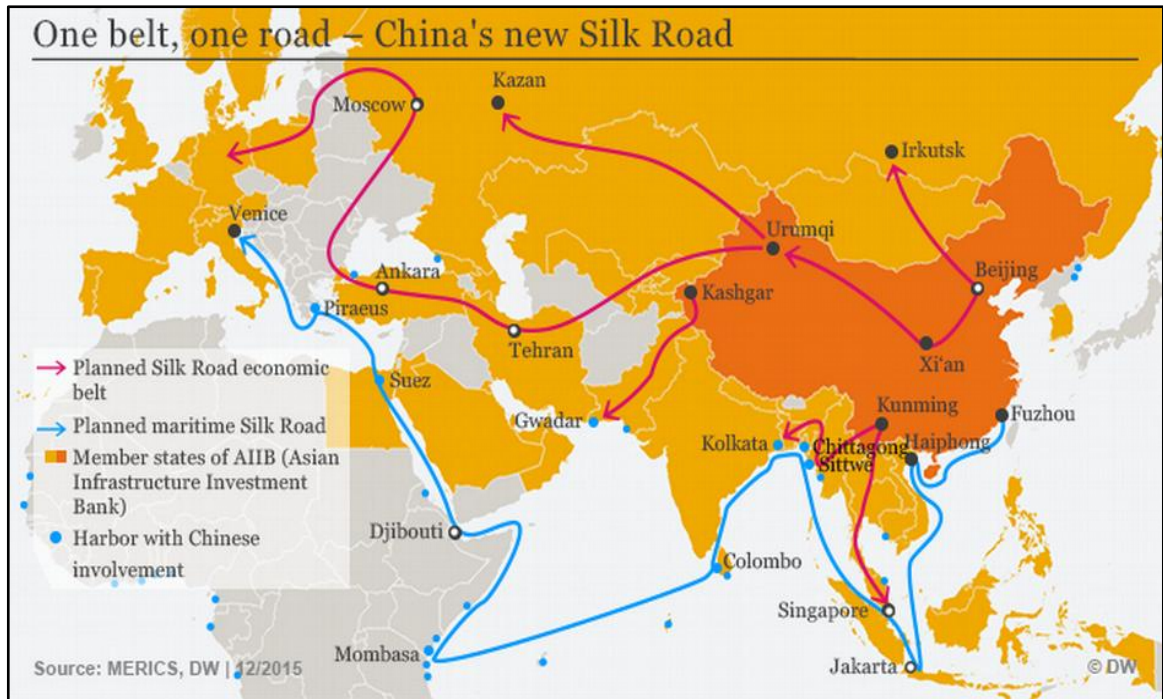 One belt, one road – China's new Silk Road
Kazan
Moscow
Irkutsk
Venice
Urumqi
Ankara
Beijing
Kashgar
Piraeus
Tehran
Xi‘an
Planned Silk Road economic
belt
Suez
Gwadar
Kunming
Fuzhou
Planned maritime Silk Road
Kolkata
Chittagong
Haiphong
Sittwe
Member states of AIIB (Asian
Infrastructure Investment
Bank)
Djibouti
Harbor with Chinese
involvement
Colombo
Singapore
Mombasa
Jakarta
Source: MERICS, DW | 12/2015
© DW